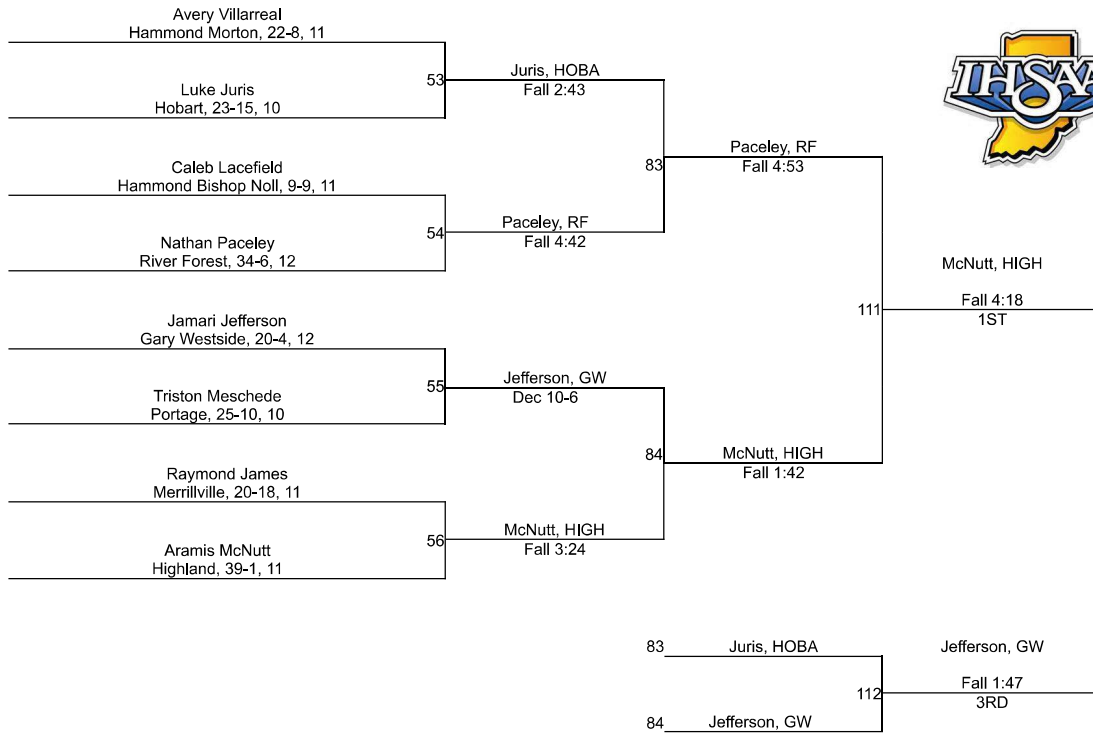 Avery Villarreal
Hammond Morton, 22-8, 11
53
Luke Juris
Hobart, 23-15, 10
Juris, HOBA
Fall 2:43
Caleb Lacefield
Hammond Bishop Noll, 9-9, 11
54
Nathan Paceley
River Forest, 34-6, 12
Paceley, RF
Fall 4:42
83
Paceley, RF
Fall 4:53
Jamari Jefferson
Gary Westside, 20-4, 12
55
Triston Meschede
Portage, 25-10, 10
Jefferson, GW
Dec 10-6
Raymond James
Merrillville, 20-18, 11
56
Aramis McNutt
Highland, 39-1, 11
McNutt, HIGH
Fall 3:24
84
McNutt, HIGH
Fall 1:42
111
McNutt, HIGH
Fall 4:18
1ST
IHSAA
83
Juris, HOBA
84
Jefferson, GW
112
Jefferson, GW
Fall 1:47
3RD